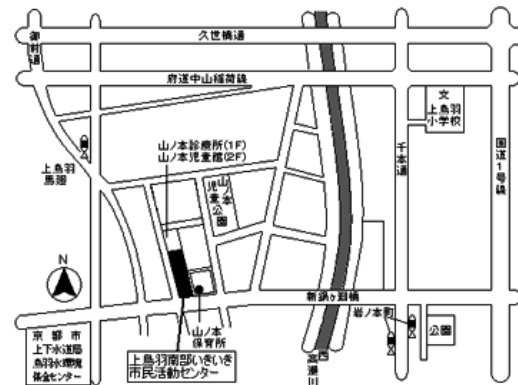 久世橋通
御前通
府道中山稲荷線
文
上鳥羽
小学校
山ノ本診療所(1F)
山ノ本児童館(2F)
上鳥羽
馬廻
山ノ本
児童公園
千本通
国道1号線
N
新鍋ヶ淵橋
岩ノ本町
公園
山ノ本
保育所
京都市
上下水道局
鳥羽水環境
保全センター
上鳥羽南部いきいき
市民活動センター
西高瀬川